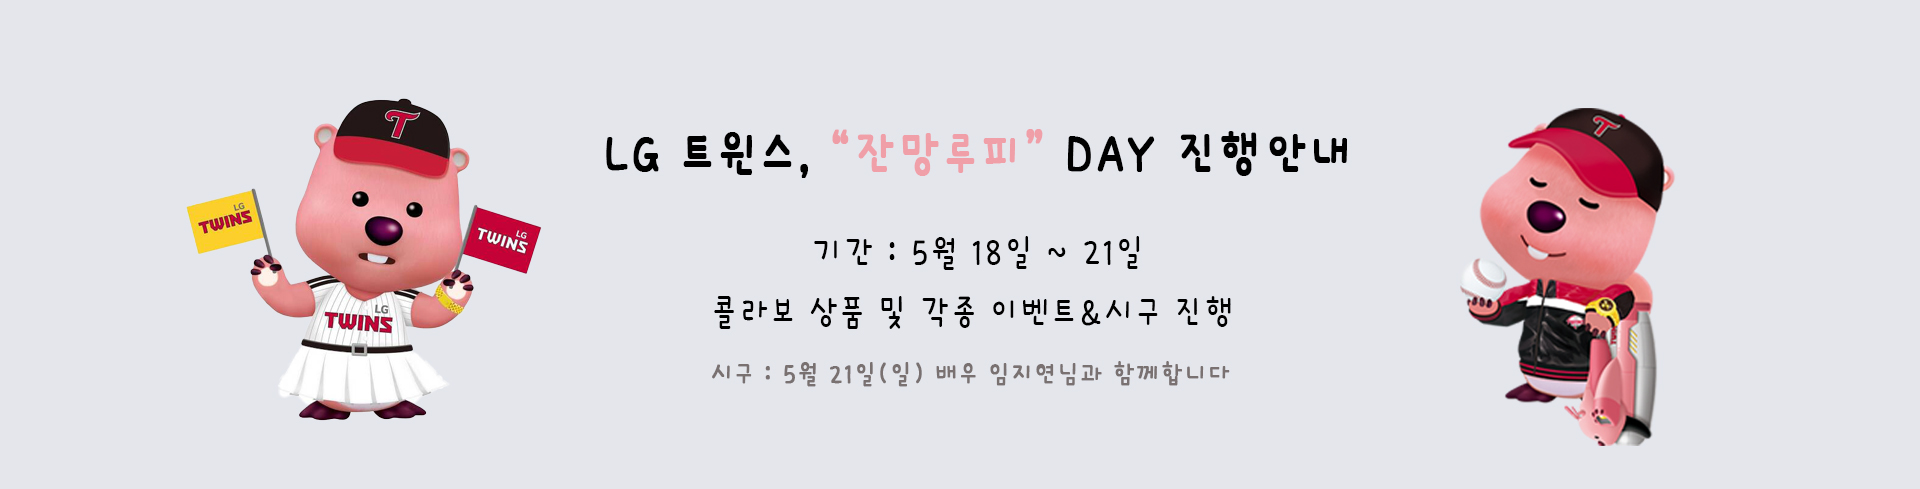 LG 트윈스, “잔망루피” DAY 진행안내
기간 : 5월 18일 ~ 21일
콜라보 상품 및 각종 이벤트&시구 진행
시구 : 5월 21일(일) 배우 임지연님과 함께합니다
T
LG
TWINS
LG
TWINS
LG
TWINS
T